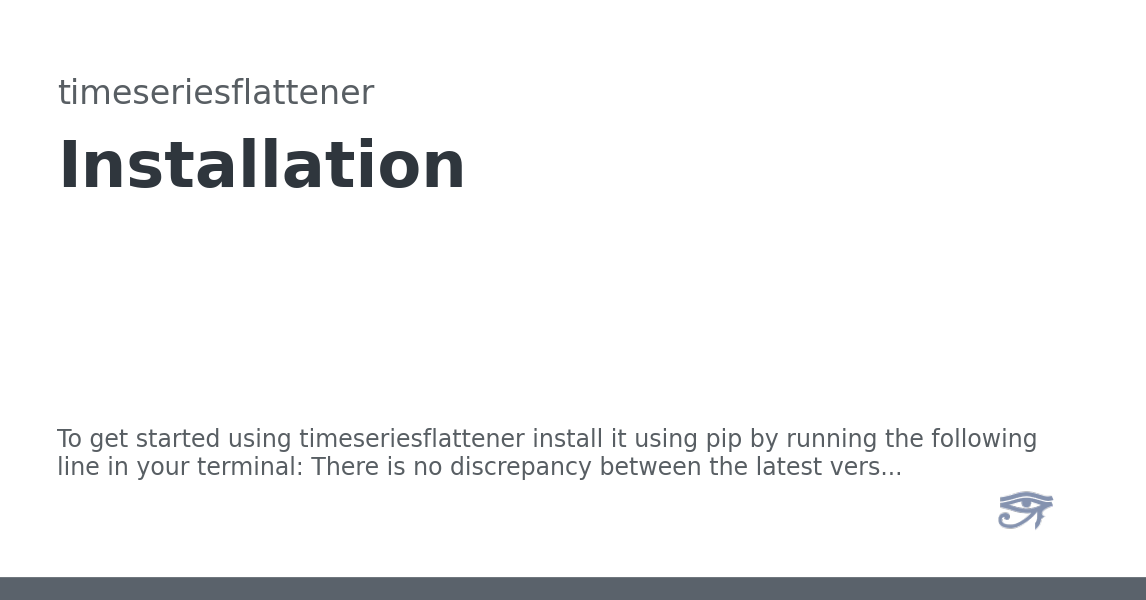 timeseriesflattener
Installation
To get started using timeseriesflattener install it using pip by running the following
line in your terminal: There is no discrepancy between the latest vers...